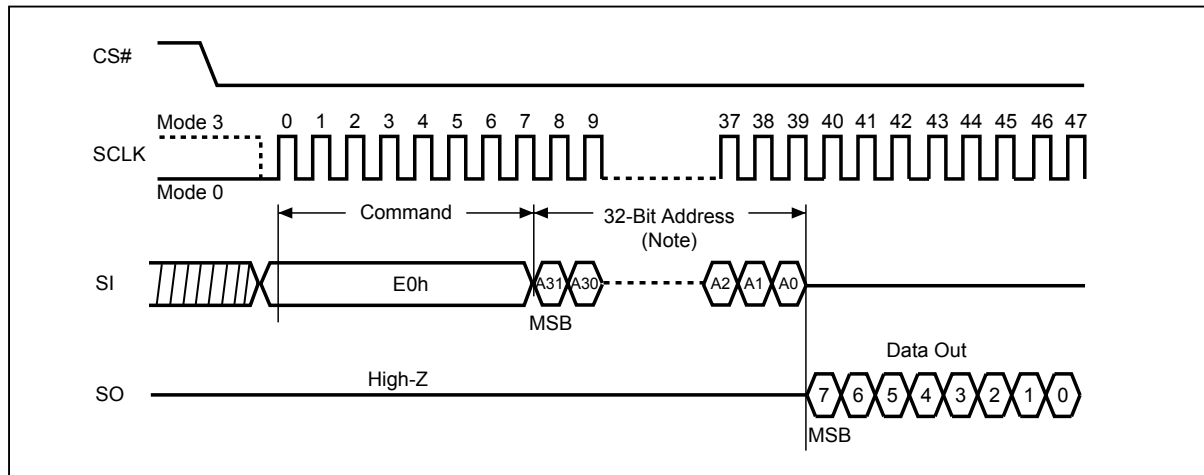 CS#
Mode 3
0 1 2 3 4 5 6 7 8 9 37 38 39 40 41 42 43 44 45 46 47
SCLK
Mode 0
Command
32-Bit Address
(Note)
SI
E0h
A31 A30 A2 A1 A0
MSB
Data Out
High-Z
SO
7 6 5 4 3 2 1 0
MSB